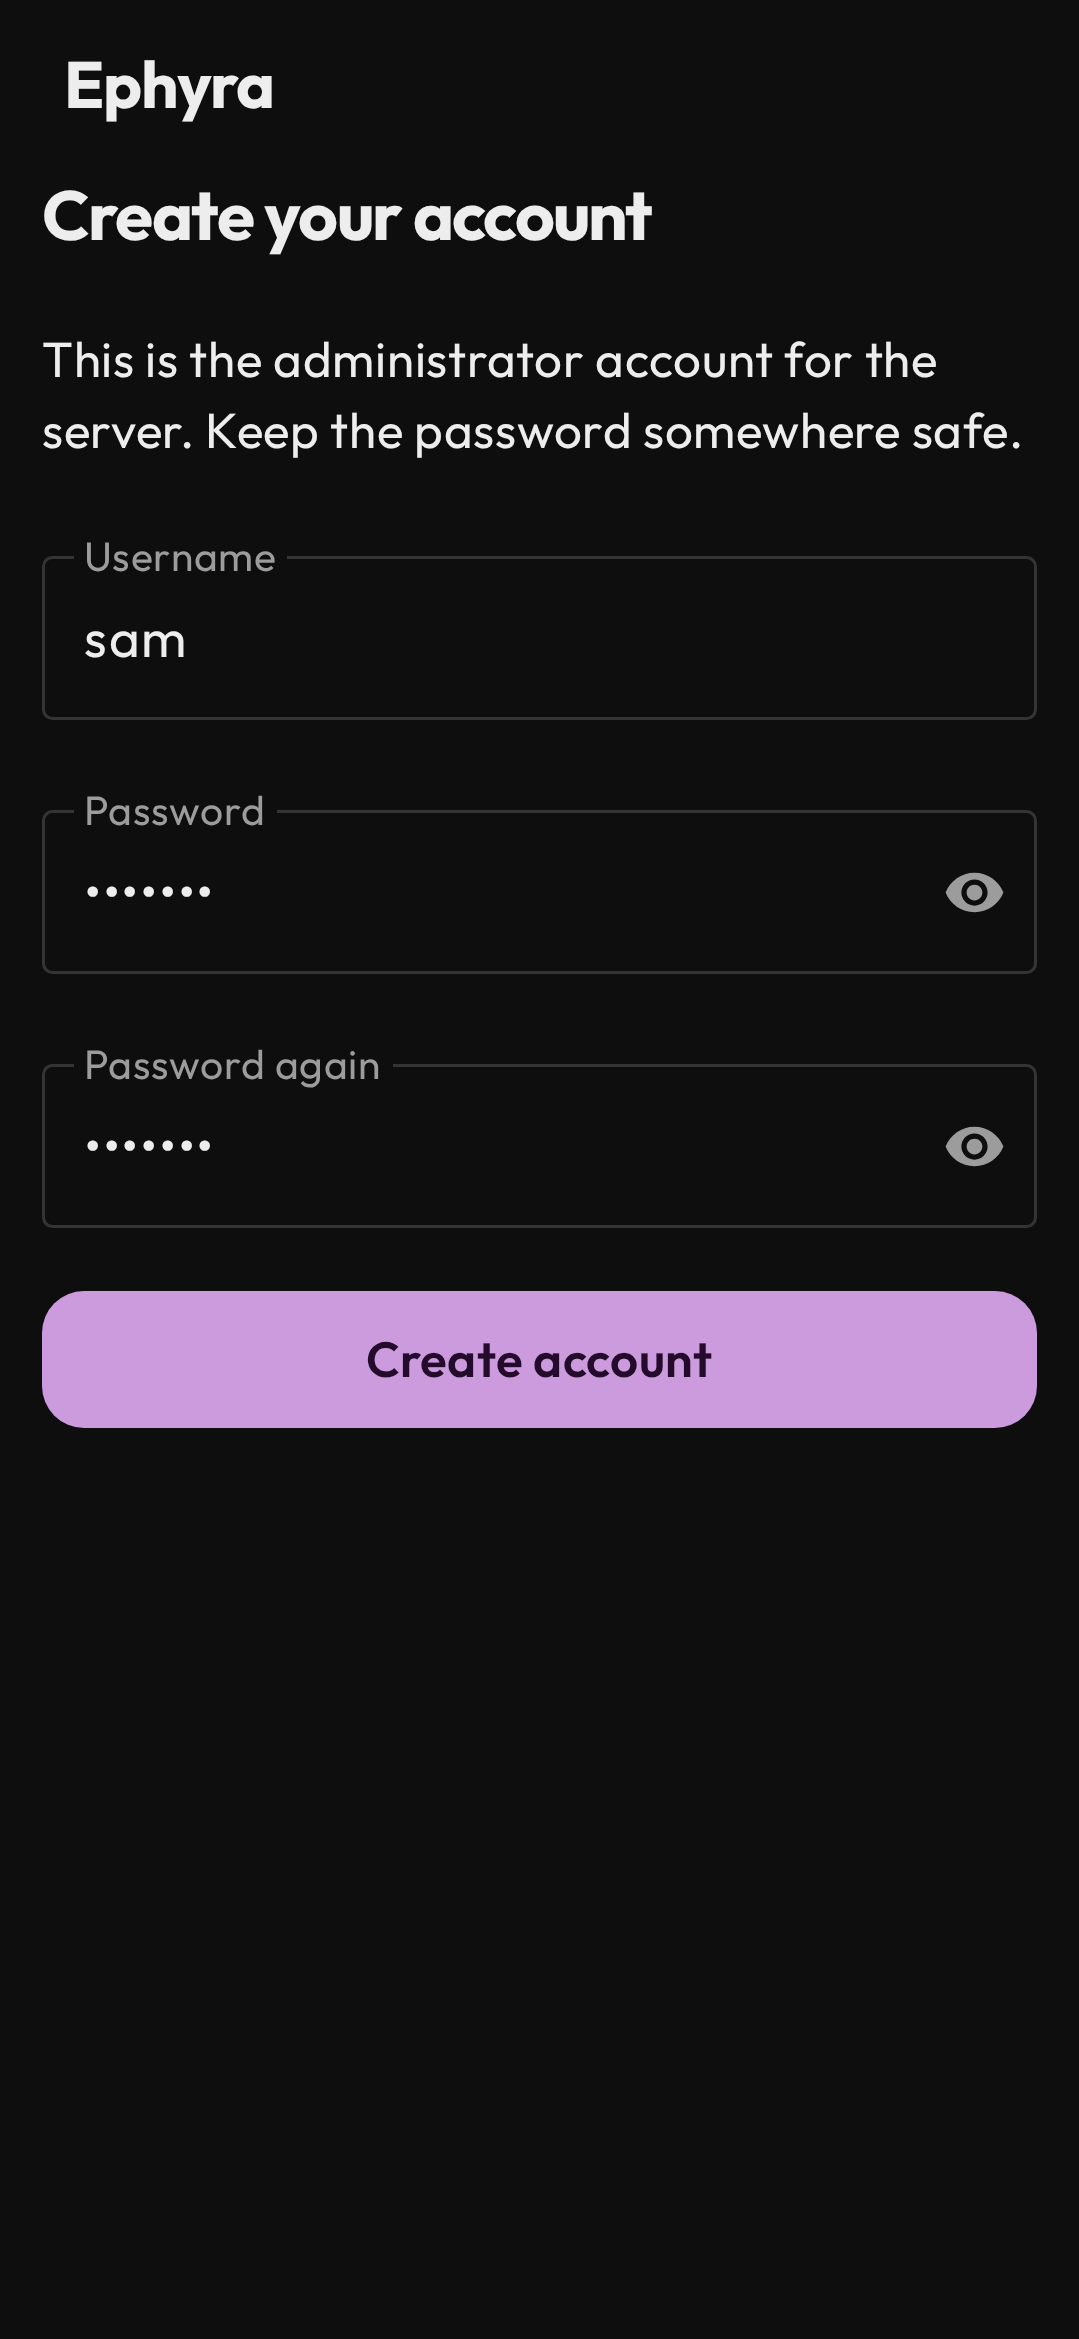 Ephyra
Create your account
This is the administrator account for the
server. Keep the password somewhere safe.
Username
sam
Password
•••••••
Password again
•••••••
Create account